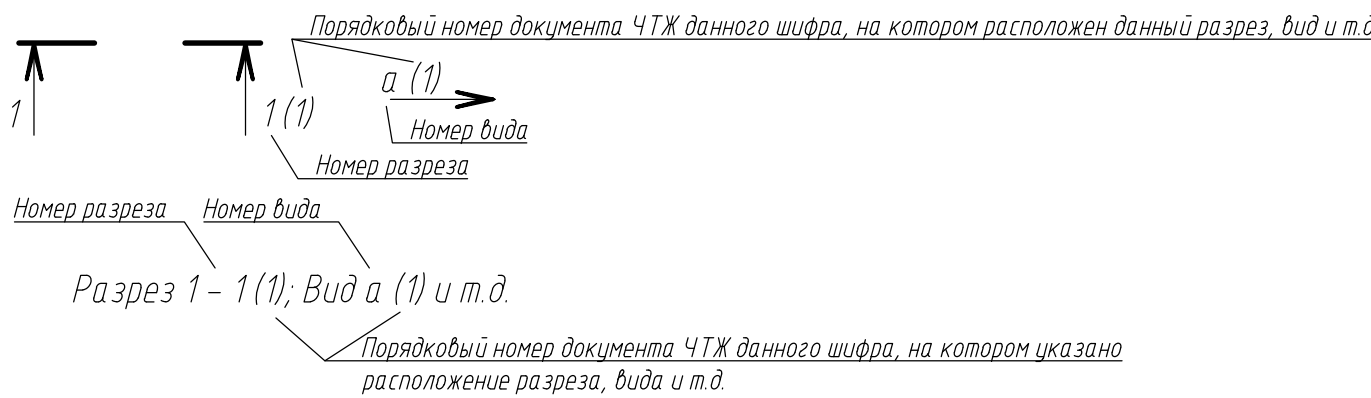 Порядковый номер документа ЧТЖ данного шифра, на котором расположен данный разрез, вид и т.д
а (1)
1
1 (1)
Номер вида
Номер разреза
Номер разреза
Номер вида
Разрез 1 – 1 (1); Вид а (1) и т.д.
Порядковый номер документа ЧТЖ данного шифра, на котором указано
расположение разреза, вида и т.д.